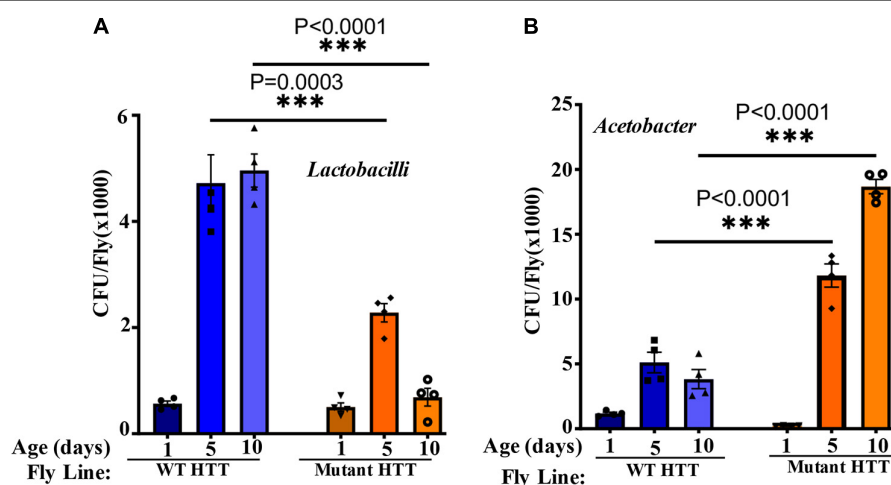 A
P<0.0001
***
P=0.0003
***
6
4
2
0
CFU/Fly(x1000)
Lactobacilli
Age (days) 1 5 10 1 5 10
Fly Line: WT HTT Mutant HTT
B
P<0.0001
***
P<0.0001
***
25
20
15
10
5
0
CFU/Fly(x1000)
Acetobacter
Age (days) 1 5 10 1 5 10
Fly Line: WT HTT Mutant HTT